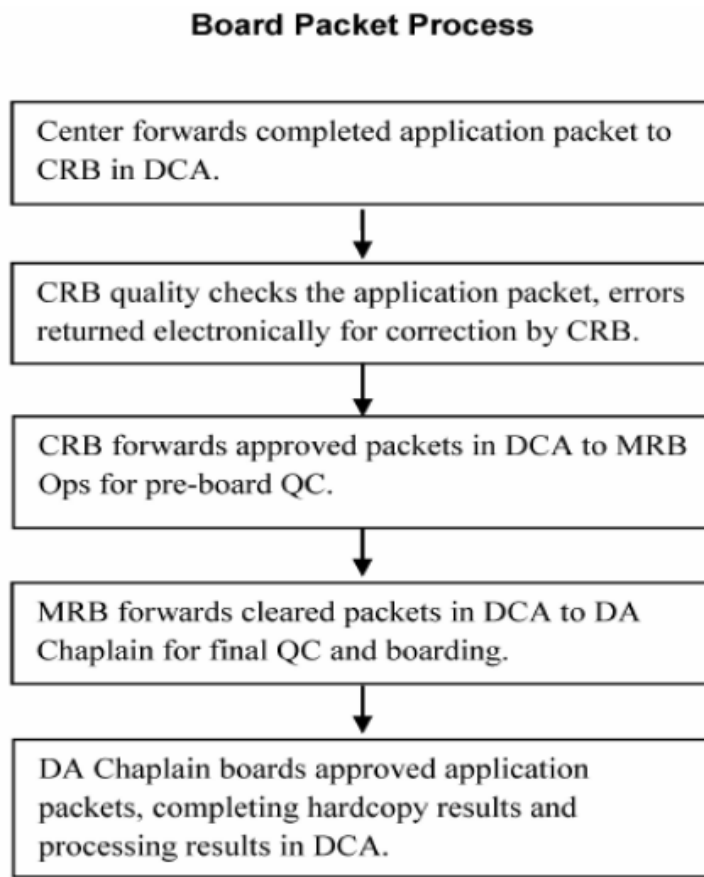 Board Packet Process
Center forwards completed application packet to
CRB in DCA.
CRB quality checks the application packet, errors
returned electronically for correction by CRB.
CRB forwards approved packets in DCA to MRB
Ops for pre-board QC.
MRB forwards cleared packets in DCA to DA
Chaplain for final QC and boarding.
DA Chaplain boards approved application
packets, completing hardcopy results and
processing results in DCA.